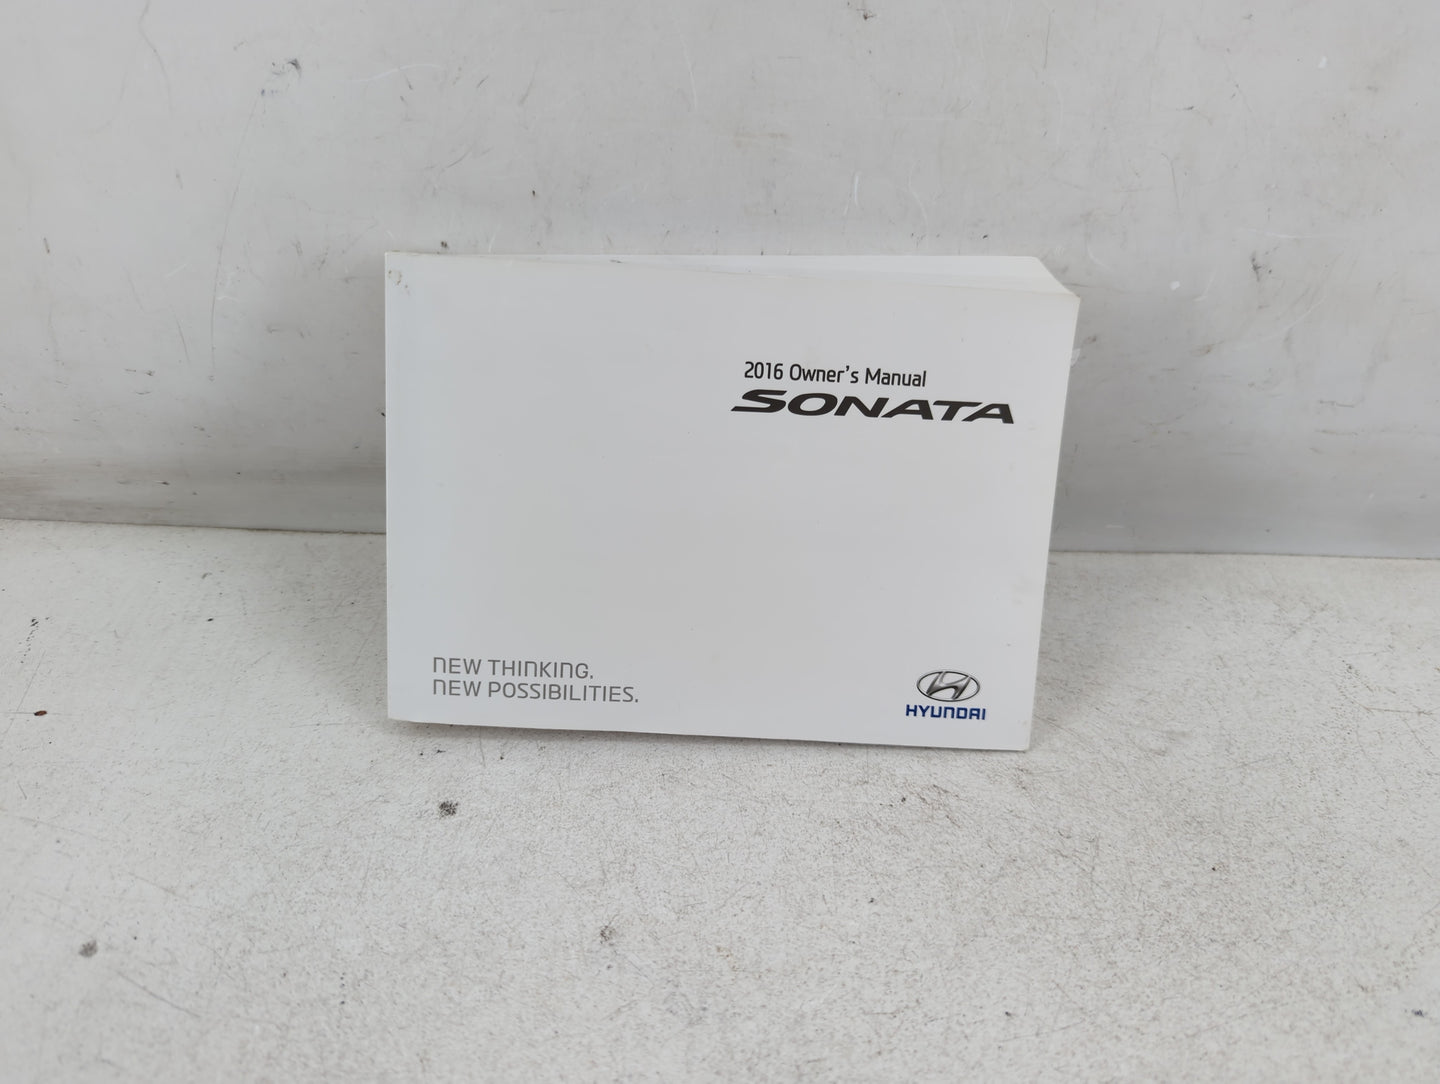 2016 Owner's Manual
SONATA
NEW THINKING.
NEW POSSIBILITIES.
HYUNDAI